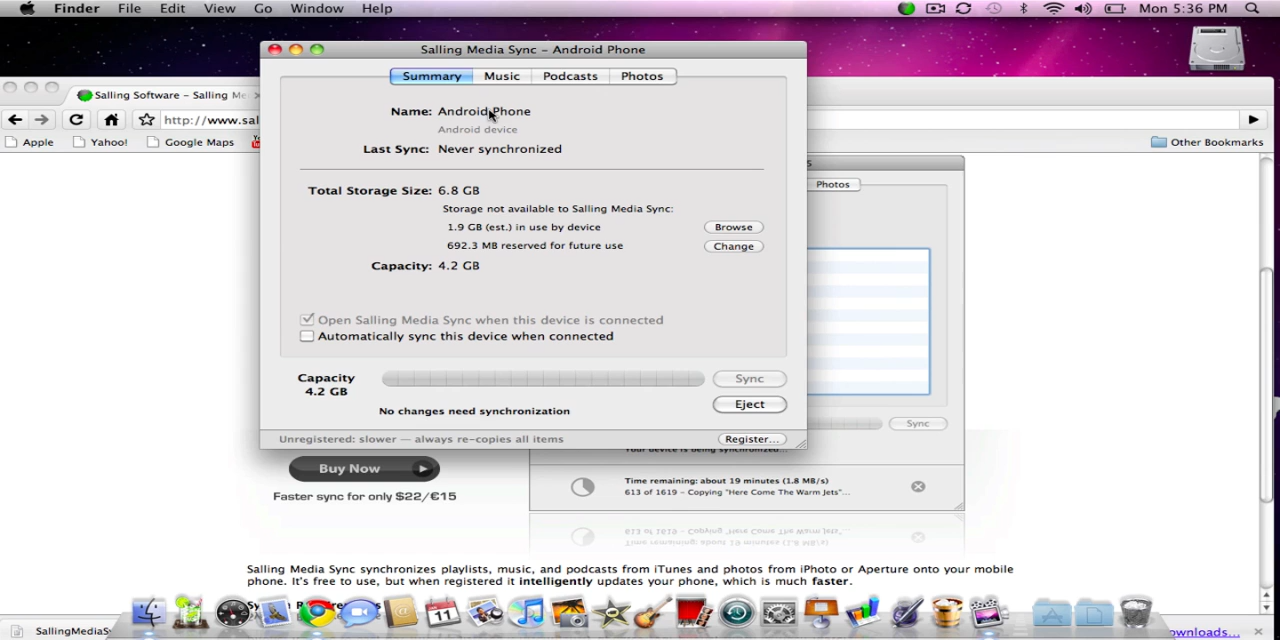 Finder File Edit View Go Window Help Mon 5:36 PM
Salling Media Sync – Android Phone
Summary Music Podcasts Photos
Salling Software – Salling Me
http://www.sal
Apple Yahoo! Google Maps Other Bookmarks
Name: Android Phone
Android device
Last Sync: Never synchronized
Photos
Total Storage Size: 6.8 GB
Storage not available to Salling Media Sync:
1.9 GB (est.) in use by device Browse
692.3 MB reserved for future use Change
Capacity: 4.2 GB
Open Salling Media Sync when this device is connected
Automatically sync this device when connected
Capacity
4.2 GB
Sync
No changes need synchronization
Eject
Sync
Unregistered: slower — always re-copies all items Register...
Your device is being synchronized...
Buy Now
Faster sync for only $22/€15
Time remaining: about 19 minutes (1.8 MB/s)
613 of 1619 – Copying "Here Come The Warm Jets"...
Salling Media Sync synchronizes playlists, music, and podcasts from iTunes and photos from iPhoto or Aperture onto your mobile
phone. It's free to use, but when registered it intelligently updates your phone, which is much faster.
11
SallingMediaSy
ownloads...